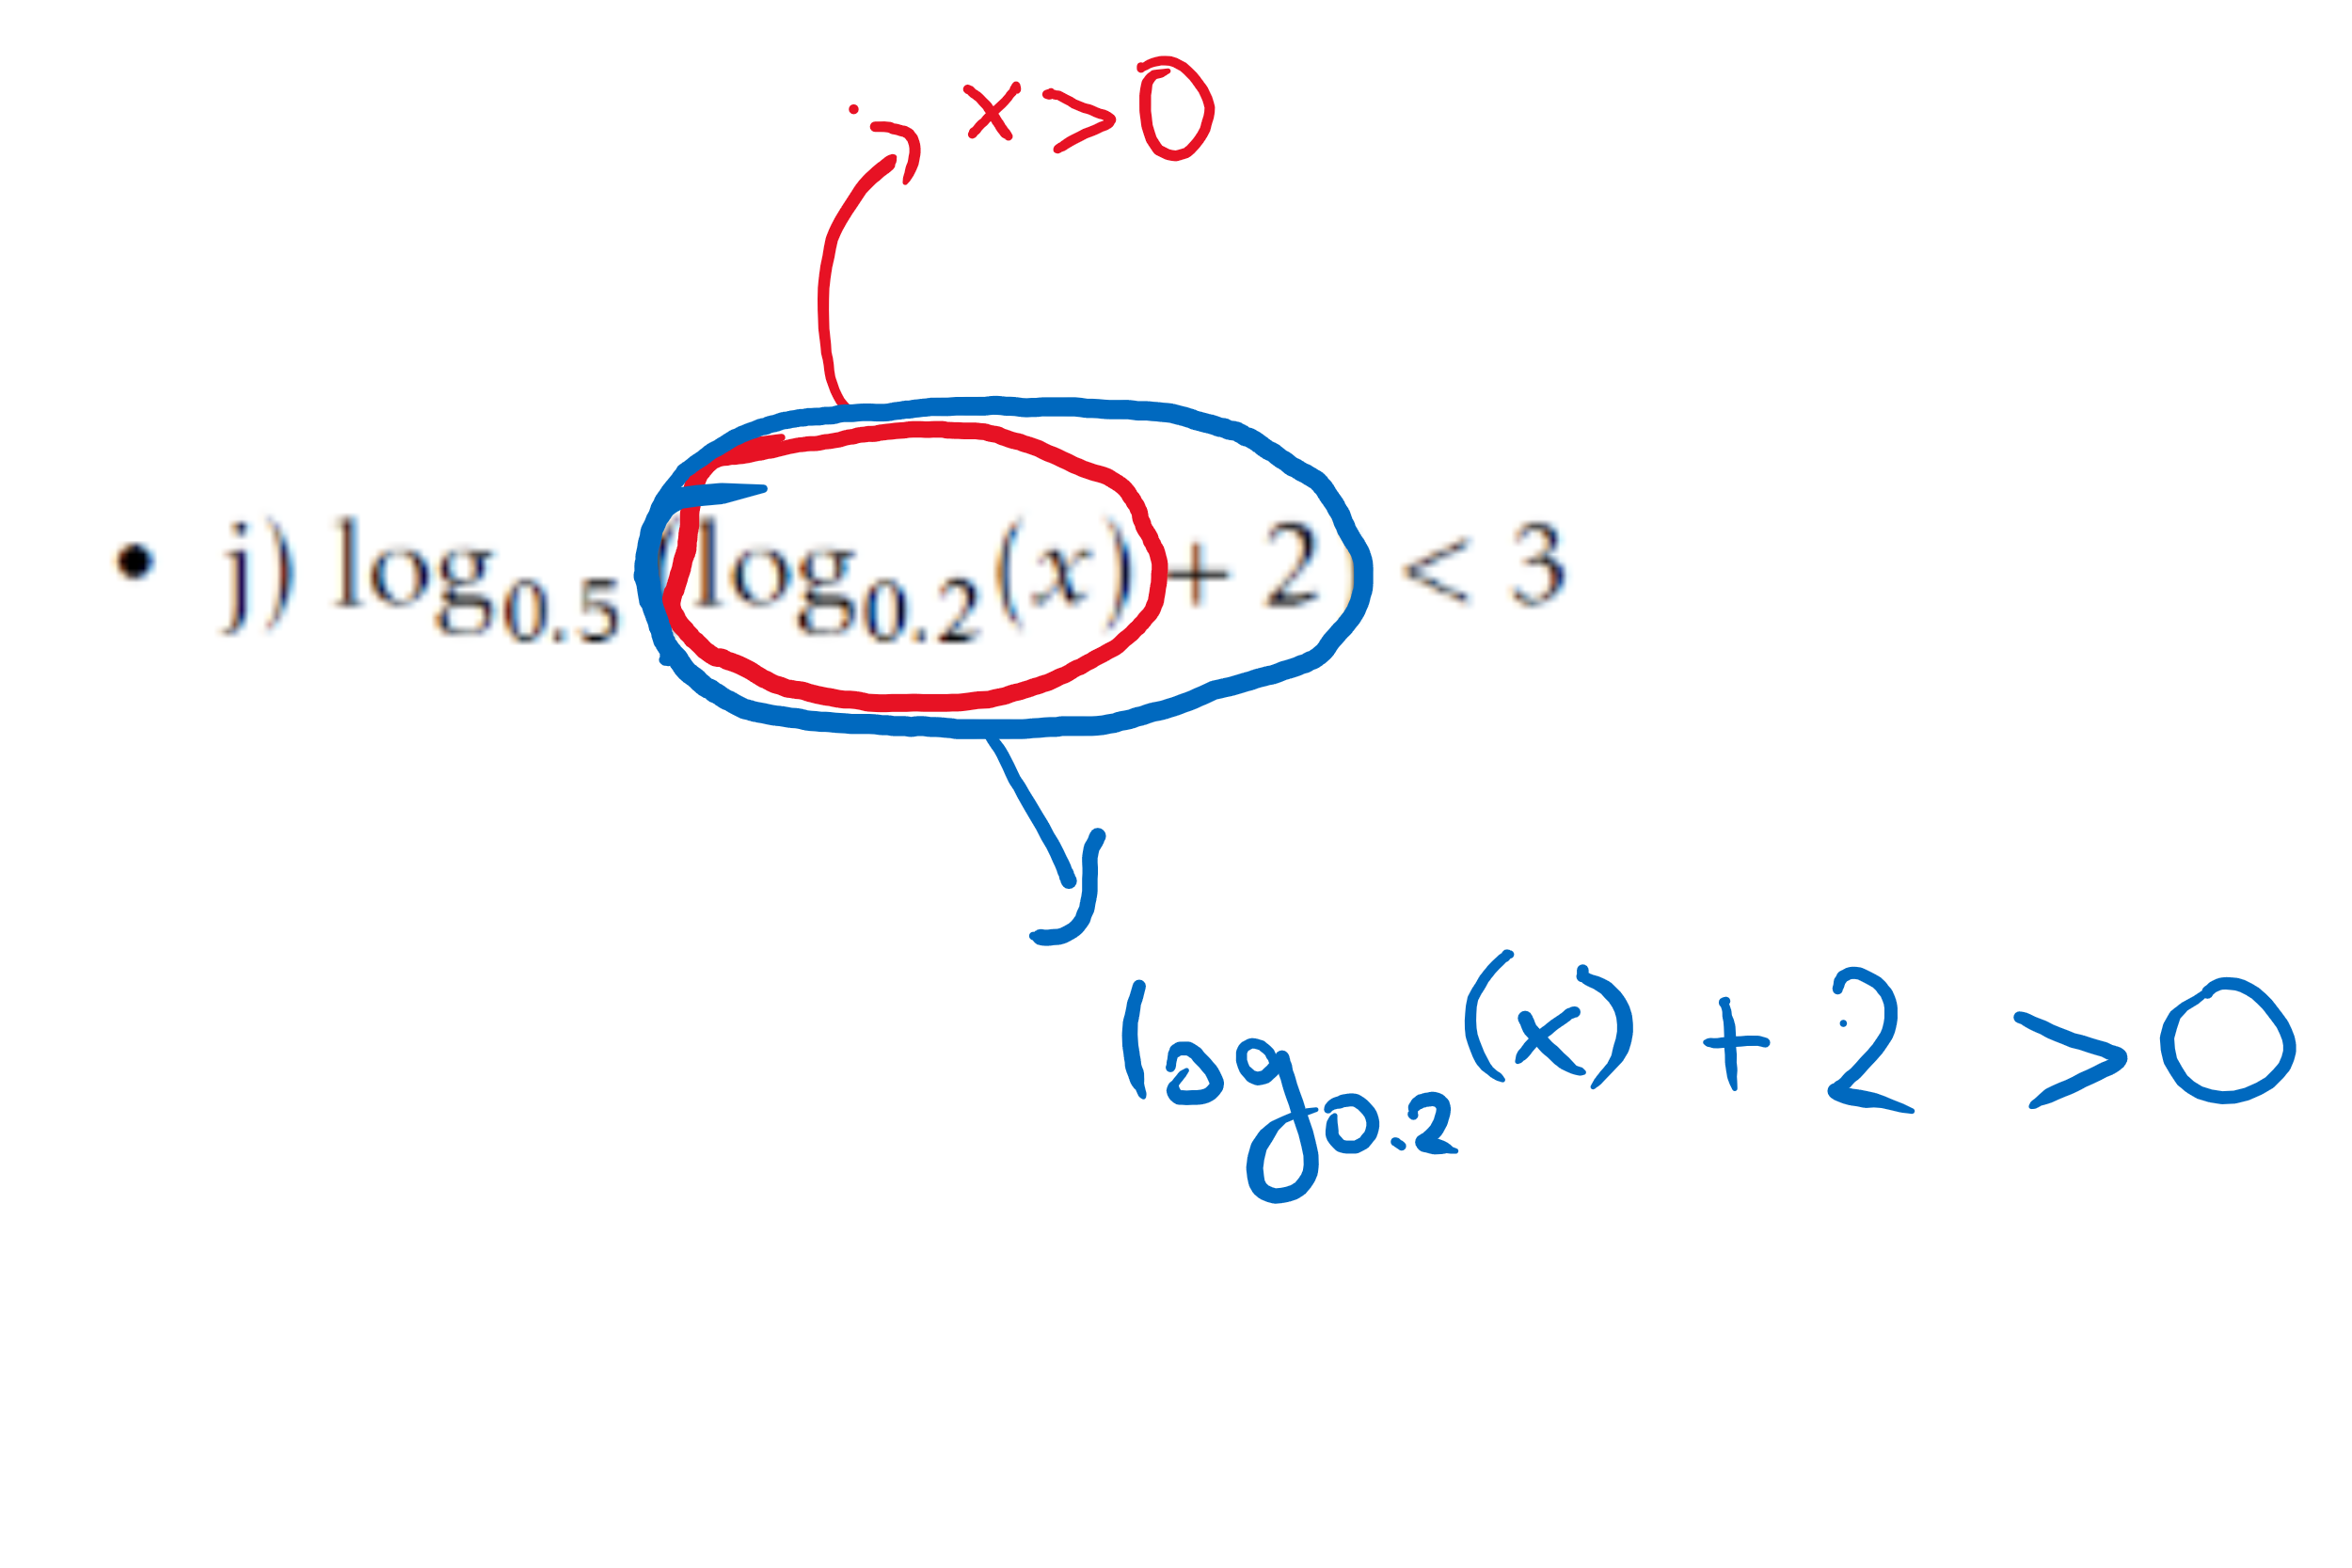 x > 0
• j) log₀.₅(log₀.₂(x)+ 2 < 3
log₀.₂(x) + 2 > 0